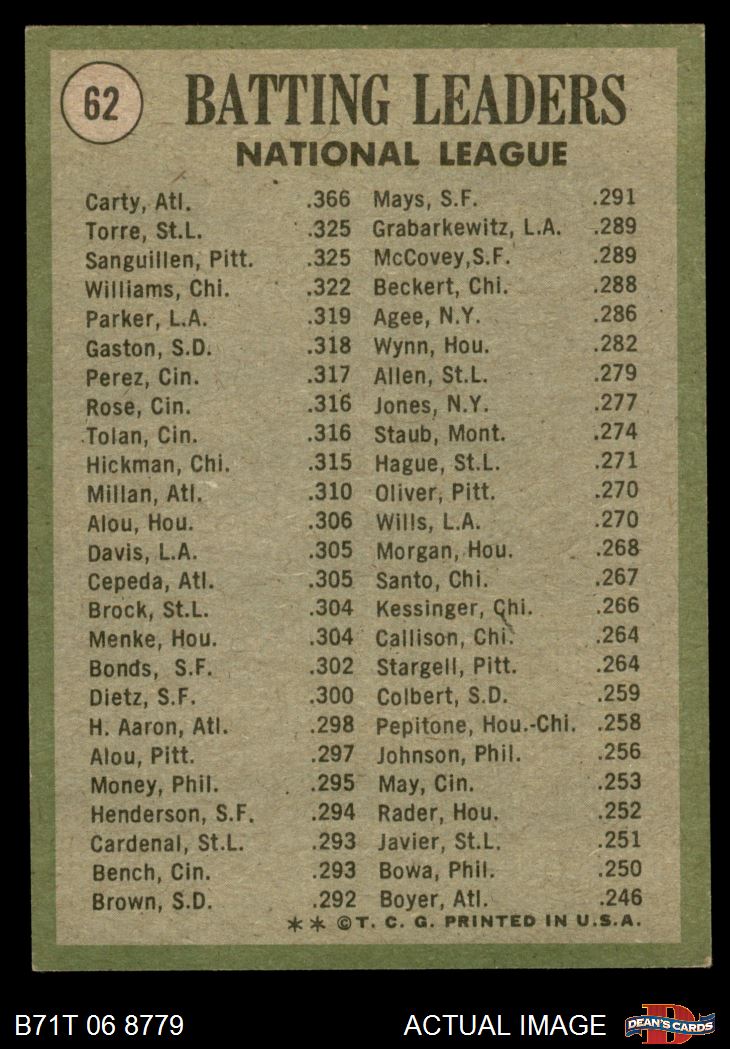 62
BATTING LEADERS
NATIONAL LEAGUE
Carty, Atl. .366
Torre, St.L. .325
Sanguillen, Pitt. .325
Williams, Chi. .322
Parker, L.A. .319
Gaston, S.D. .318
Perez, Cin. .317
Rose, Cin. .316
Tolan, Cin. .316
Hickman, Chi. .315
Millan, Atl. .310
Alou, Hou. .306
Davis, L.A. .305
Cepeda, Atl. .305
Brock, St.L. .304
Menke, Hou. .304
Bonds, S.F. .302
Dietz, S.F. .300
H. Aaron, Atl. .298
Alou, Pitt. .297
Money, Phil. .295
Henderson, S.F. .294
Cardenal, St.L. .293
Bench, Cin. .293
Brown, S.D. .292
Mays, S.F. .291
Grabarkewitz, L.A. .289
McCovey,S.F. .289
Beckert, Chi. .288
Agee, N.Y. .286
Wynn, Hou. .282
Allen, St.L. .279
Jones, N.Y. .277
Staub, Mont. .274
Hague, St.L. .271
Oliver, Pitt. .270
Wills, L.A. .270
Morgan, Hou. .268
Santo, Chi. .267
Kessinger, Chi. .266
Callison, Chi. .264
Stargell, Pitt. .264
Colbert, S.D. .259
Pepitone, Hou.-Chi. .258
Johnson, Phil. .256
May, Cin. .253
Rader, Hou. .252
Javier, St.L. .251
Bowa, Phil. .250
Boyer, Atl. .246
** ©T. C. G. PRINTED IN U.S.A.
B71T 06 8779
ACTUAL IMAGE
D
DEAN'S CARDS